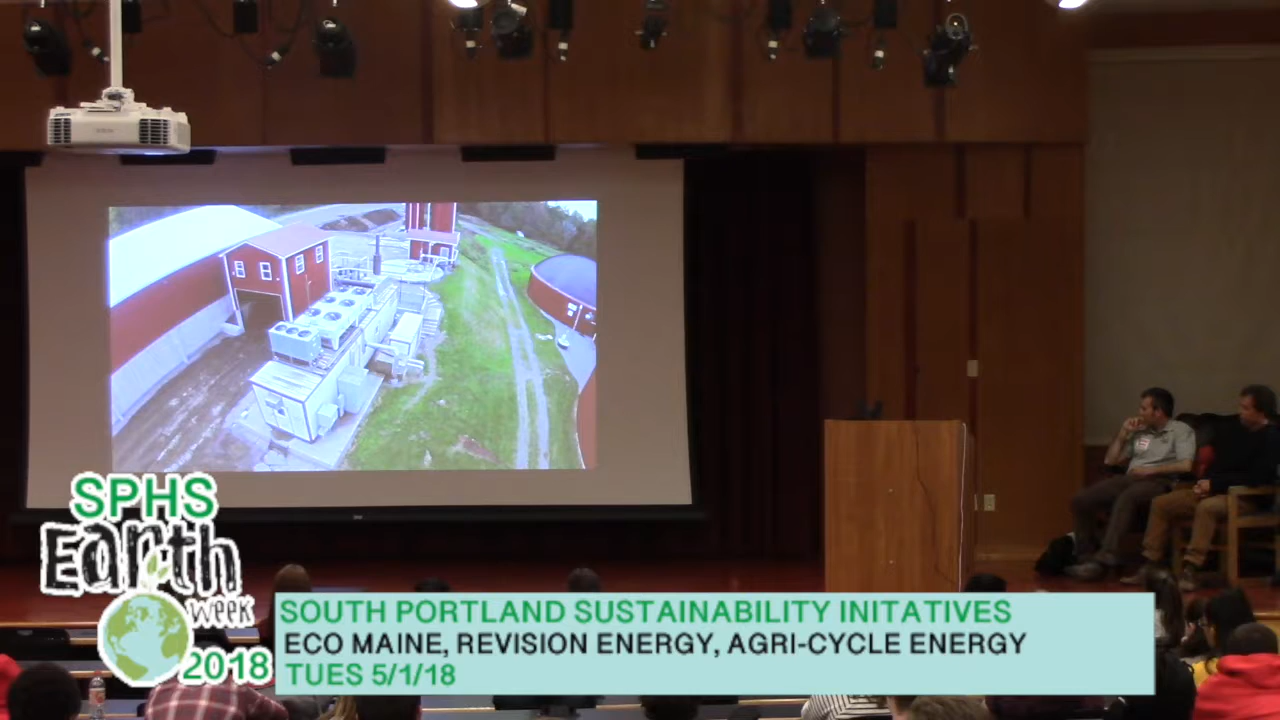 SPHS
Earth
week
2018
SOUTH PORTLAND SUSTAINABILITY INITATIVES
ECO MAINE, REVISION ENERGY, AGRI-CYCLE ENERGY
TUES 5/1/18